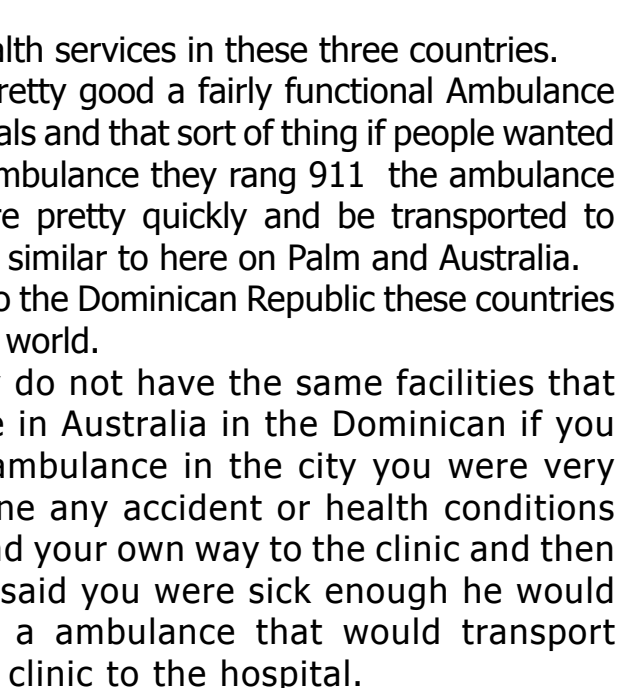 alth services in these three countries.
retty good a fairly functional Ambulance
als and that sort of thing if people wanted
mbulance they rang 911 the ambulance
re pretty quickly and be transported to
similar to here on Palm and Australia.
o the Dominican Republic these countries
world.
do not have the same facilities that
e in Australia in the Dominican if you
ambulance in the city you were very
ne any accident or health conditions
nd your own way to the clinic and then
said you were sick enough he would
a ambulance that would transport
clinic to the hospital.